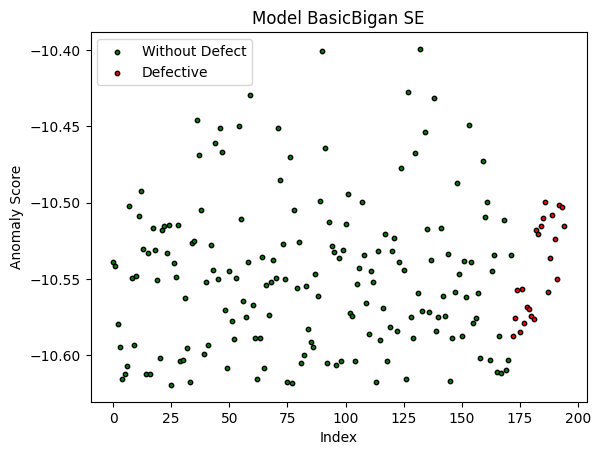 Model BasicBigan SE
Without Defect
Defective
−10.40
−10.45
−10.50
−10.55
−10.60
Anomaly Score
0
25
50
75
100
125
150
175
200
Index